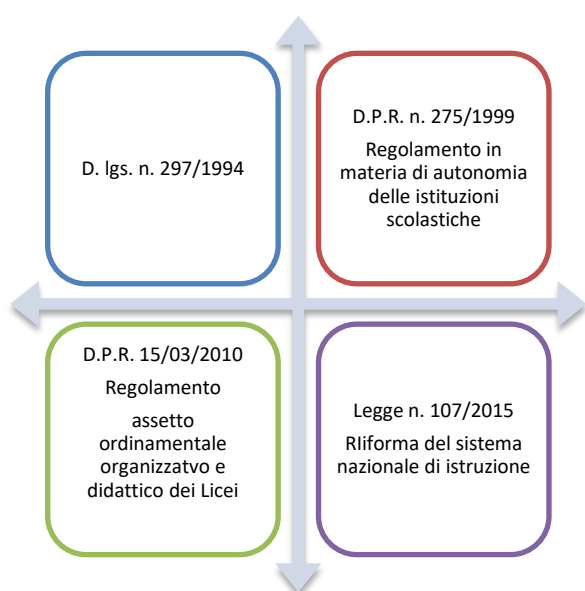 D. lgs. n. 297/1994
D.P.R. n. 275/1999
Regolamento in
materia di autonomia
delle istituzioni
scolastiche
D.P.R. 15/03/2010
Regolamento
assetto
ordinamentale
organizzatvo e
didattico dei Licei
Legge n. 107/2015
RIiforma del sistema
nazionale di istruzione